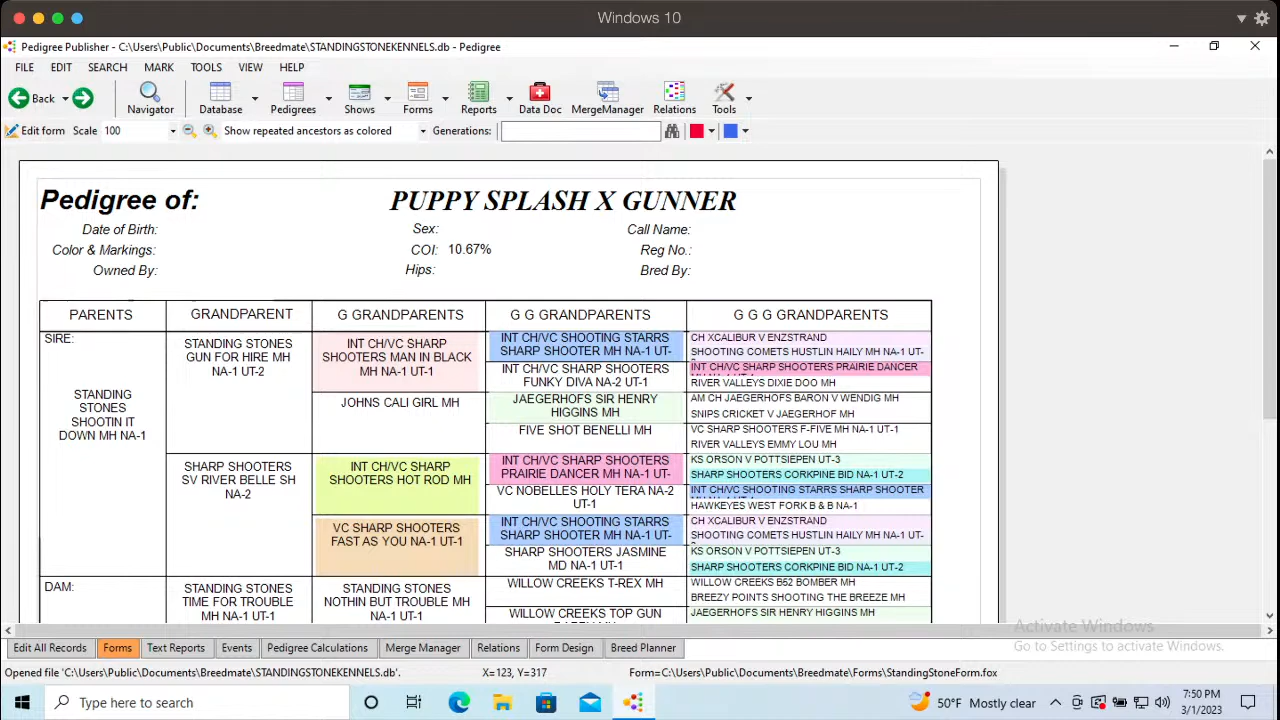 Windows 10
Pedigree Publisher - C:\Users\Public\Documents\Breedmate\STANDINGSTONEKENNELS.db - Pedigree
FILE EDIT SEARCH MARK TOOLS VIEW HELP
Back Navigator Database Pedigrees Shows Forms Reports Data Doc MergeManager Relations Tools
Edit form Scale 100 Show repeated ancestors as colored Generations:
Pedigree of: PUPPY SPLASH X GUNNER
Date of Birth: Sex: Call Name:
Color & Markings: COI: 10.67% Reg No.:
Owned By: Hips: Bred By:
PARENTS GRANDPARENT G GRANDPARENTS G G GRANDPARENTS G G G GRANDPARENTS
SIRE:
STANDING
STONES
SHOOTIN IT
DOWN MH NA-1
STANDING STONES
GUN FOR HIRE MH
NA-1 UT-2
SHARP SHOOTERS
SV RIVER BELLE SH
NA-2
INT CH/VC SHARP
SHOOTERS MAN IN BLACK
MH NA-1 UT-1
JOHNS CALI GIRL MH
INT CH/VC SHARP
SHOOTERS HOT ROD MH
VC SHARP SHOOTERS
FAST AS YOU NA-1 UT-1
INT CH/VC SHOOTING STARRS
SHARP SHOOTER MH NA-1 UT-
INT CH/VC SHARP SHOOTERS
FUNKY DIVA NA-2 UT-1
JAEGERHOFS SIR HENRY
HIGGINS MH
FIVE SHOT BENELLI MH
INT CH/VC SHARP SHOOTERS
PRAIRIE DANCER MH NA-1 UT-
VC NOBELLES HOLY TERA NA-2
UT-1
INT CH/VC SHOOTING STARRS
SHARP SHOOTER MH NA-1 UT-
SHARP SHOOTERS JASMINE
MD NA-1 UT-1
CH XCALIBUR V ENZSTRAND
SHOOTING COMETS HUSTLIN HAILY MH NA-1 UT-
INT CH/VC SHARP SHOOTERS PRAIRIE DANCER
RIVER VALLEYS DIXIE DOO MH
AM CH JAEGERHOFS BARON V WENDIG MH
SNIPS CRICKET V JAEGERHOF MH
VC SHARP SHOOTERS F-FIVE MH NA-1 UT-1
RIVER VALLEYS EMMY LOU MH
KS ORSON V POTTSIEPEN UT-3
SHARP SHOOTERS CORKPINE BID NA-1 UT-2
INT CH/VC SHOOTING STARRS SHARP SHOOTER
HAWKEYES WEST FORK B & B NA-1
CH XCALIBUR V ENZSTRAND
SHOOTING COMETS HUSTLIN HAILY MH NA-1 UT-
KS ORSON V POTTSIEPEN UT-3
SHARP SHOOTERS CORKPINE BID NA-1 UT-2
DAM:
STANDING STONES
TIME FOR TROUBLE
MH NA-1 UT-1
STANDING STONES
NOTHIN BUT TROUBLE MH
NA-1 UT-1
WILLOW CREEKS T-REX MH
WILLOW CREEKS TOP GUN
WILLOW CREEKS B52 BOMBER MH
BREEZY POINTS SHOOTING THE BREEZE MH
JAEGERHOFS SIR HENRY HIGGINS MH
Activate Windows
Go to Settings to activate Windows.
Edit All Records Forms Text Reports Events Pedigree Calculations Merge Manager Relations Form Design Breed Planner
Opened file 'C:\Users\Public\Documents\Breedmate\STANDINGSTONEKENNELS.db'. X=123, Y=317 Form=C:\Users\Public\Documents\Breedmate\Forms\StandingStoneForm.fox
Type here to search 50°F Mostly clear 7:50 PM
3/1/2023